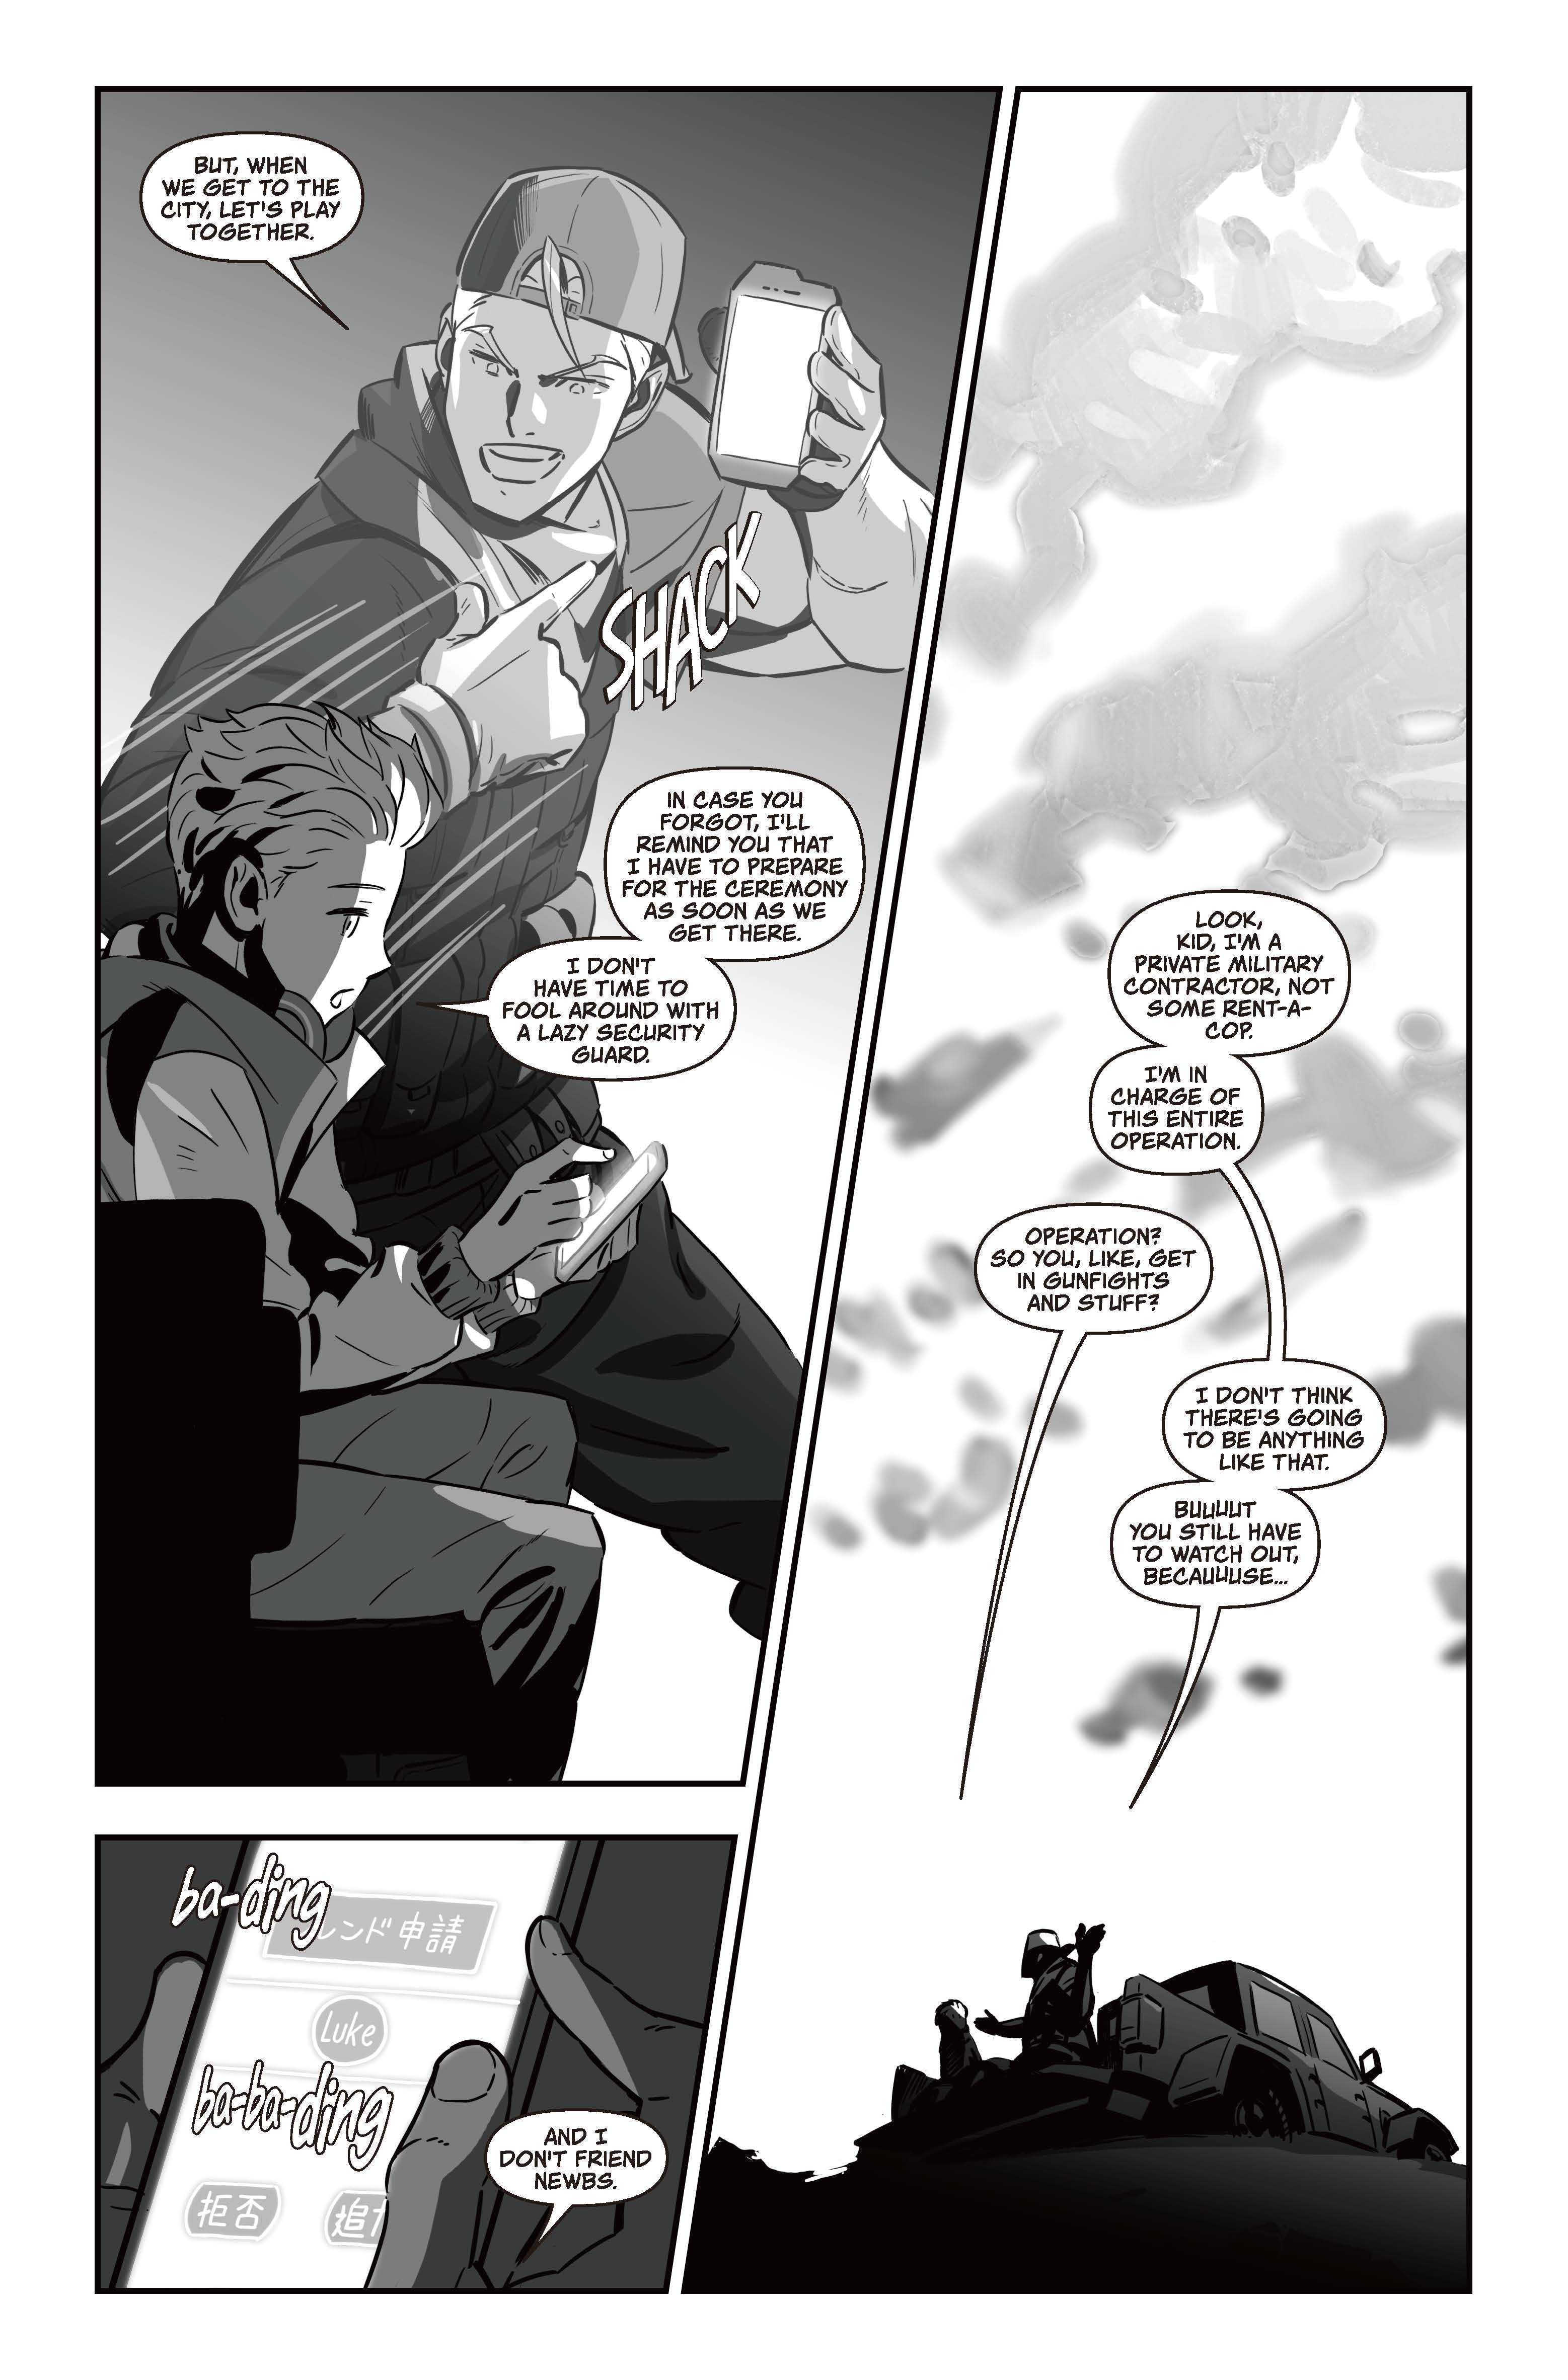 BUT, WHEN
WE GET TO THE
CITY, LET'S PLAY
TOGETHER.
SHACK
IN CASE YOU
FORGOT, I'LL
REMIND YOU THAT
I HAVE TO PREPARE
FOR THE CEREMONY
AS SOON AS WE
GET THERE.
I DON'T
HAVE TIME TO
FOOL AROUND WITH
A LAZY SECURITY
GUARD.
ba-ding
レンド申請
Luke
ba-ba-ding
拒否
追
AND I
DON'T FRIEND
NEWBS.
LOOK,
KID, I'M A
PRIVATE MILITARY
CONTRACTOR, NOT
SOME RENT-A-
COP.
I'M IN
CHARGE OF
THIS ENTIRE
OPERATION.
OPERATION?
SO YOU, LIKE, GET
IN GUNFIGHTS
AND STUFF?
I DON'T THINK
THERE'S GOING
TO BE ANYTHING
LIKE THAT.
BUUUUT
YOU STILL HAVE
TO WATCH OUT,
BECAUUUSE...